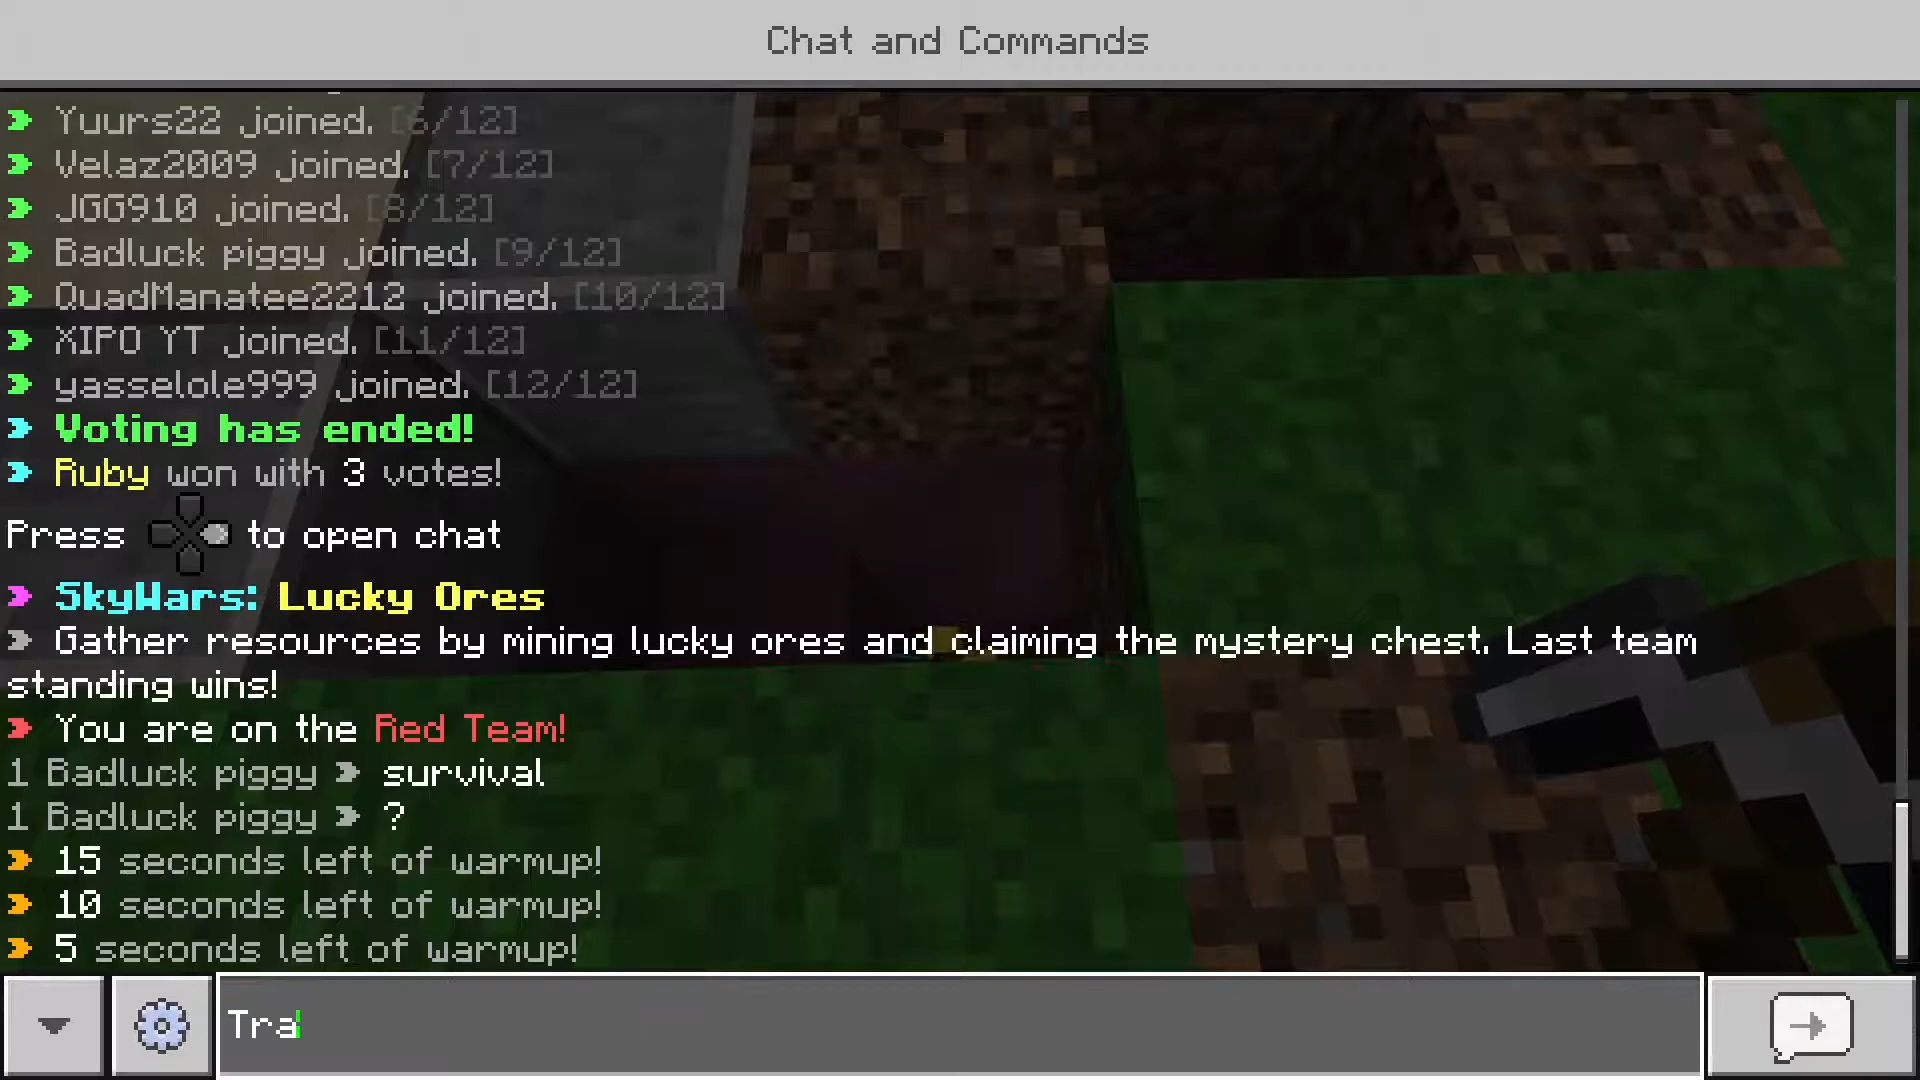 Chat and Commands
Yuurs22 joined. [6/12]
Velaz2009 joined. [7/12]
JGG910 joined. [8/12]
Badluck piggy joined. [9/12]
QuadManatee2212 joined. [10/12]
XIPO YT joined. [11/12]
yasselole999 joined. [12/12]
Voting has ended!
Ruby won with 3 votes!
Press to open chat
SkyWars: Lucky Ores
Gather resources by mining lucky ores and claiming the mystery chest. Last team
standing wins!
You are on the Red Team!
1 Badluck piggy » survival
1 Badluck piggy » ?
15 seconds left of warmup!
10 seconds left of warmup!
5 seconds left of warmup!
Tra